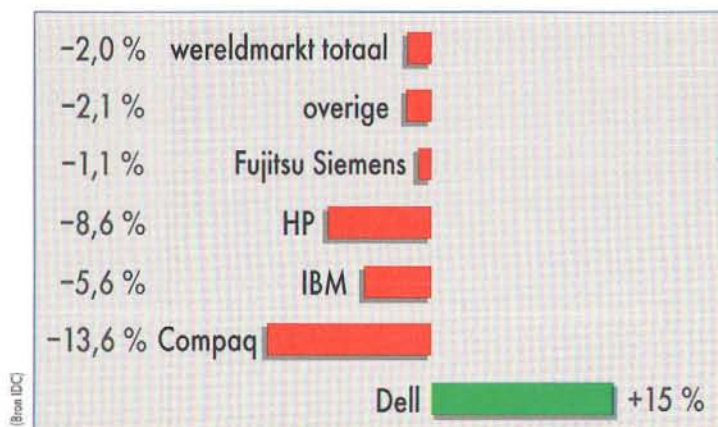 −2,0 % wereldmarkt totaal
−2,1 % overige
−1,1 % Fujitsu Siemens
−8,6 % HP
−5,6 % IBM
−13,6 % Compaq
Dell +15 %
(Bron IDC)